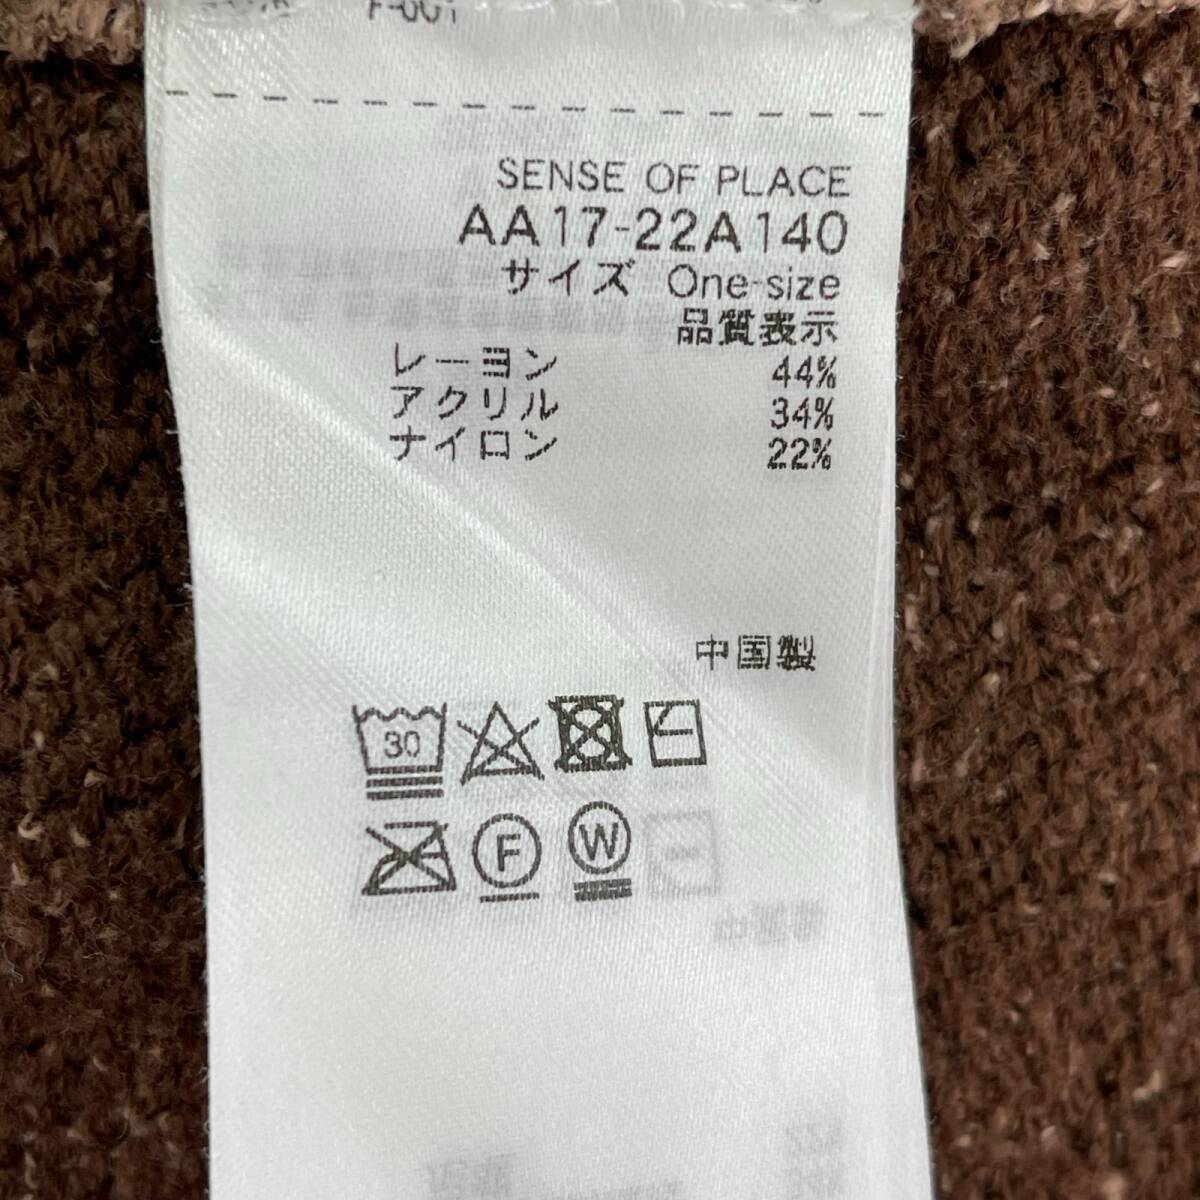 SENSE OF PLACE
AA17-22A140
サイズ One-size
品質表示
レーヨン 44%
アクリル 34%
ナイロン 22%
中国製
30
F W